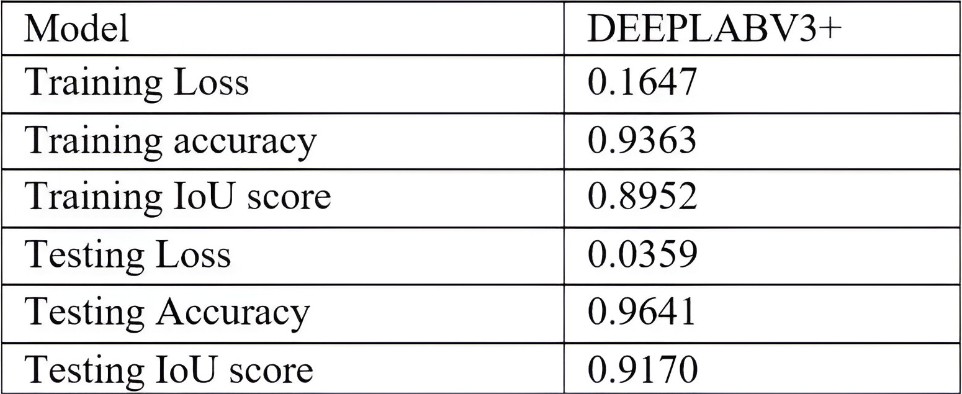 Model DEEPLABV3+
Training Loss 0.1647
Training accuracy 0.9363
Training IoU score 0.8952
Testing Loss 0.0359
Testing Accuracy 0.9641
Testing IoU score 0.9170